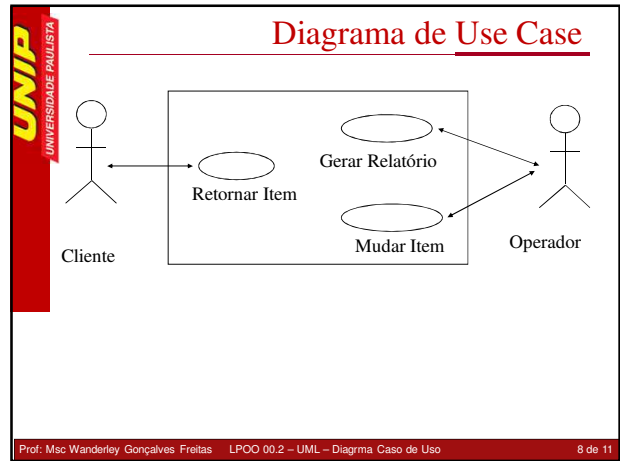 Diagrama de Use Case
UNIP
UNIVERSIDADE PAULISTA
Gerar Relatório
Retornar Item
Mudar Item
Operador
Cliente
Prof: Msc Wanderley Gonçalves Freitas LPOO 00.2 – UML – Diagrma Caso de Uso 8 de 11